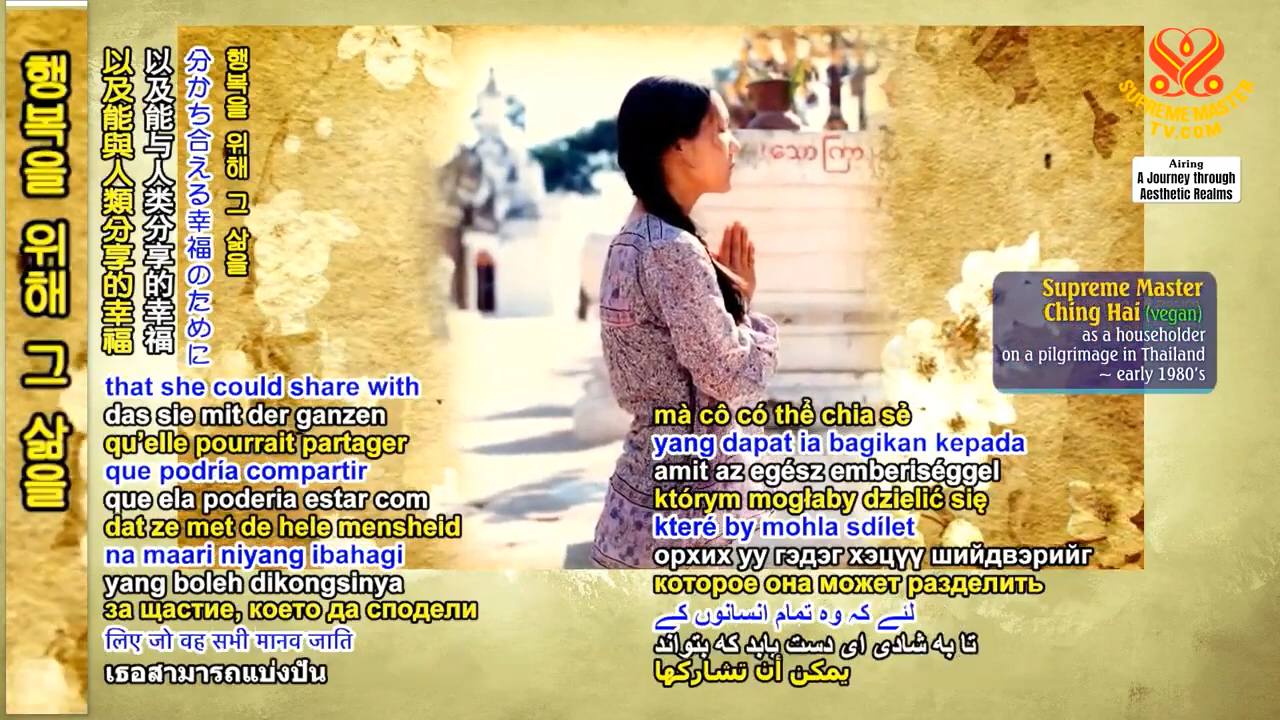 행복을 위해 그 삶을
以及能與人類分享的幸福
以及能与人类分享的幸福
分かち合える幸福のために
행복을 위해 그 삶을
that she could share with
das sie mit der ganzen
qu'elle pourrait partager
que podría compartir
que ela poderia estar com
dat ze met de hele mensheid
na maari niyang ibahagi
yang boleh dikongsinya
за щастие, което да сподели
लिए जो वह सभी मानव जाति
เธอสามารถแบ่งปัน
mà cô có thể chia sẻ
yang dapat ia bagikan kepada
amit az egész emberiséggel
którym mogłaby dzielić się
které by mohla sdílet
орхих уу гэдэг хэцүү шийдвэрийг
которое она может разделить
لئے کہ وہ تمام انسانوں کے
تا به شادی ای دست یابد که بتواند
يمكن أن تشاركها
သော ကြာ
SUPREME MASTER
TV.COM
Airing
A Journey through
Aesthetic Realms
Supreme Master
Ching Hai (vegan)
as a householder
on a pilgrimage in Thailand
~ early 1980's